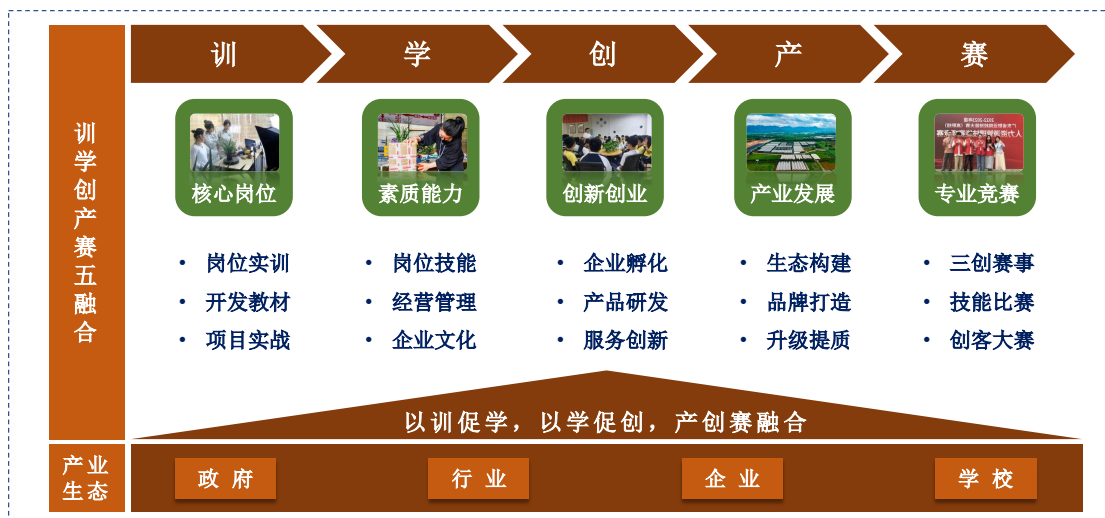 训 学 创 产 赛
训学创产赛五融合
核心岗位 素质能力 创新创业 产业发展 专业竞赛
• 岗位实训 • 岗位技能 • 企业孵化 • 生态构建 • 三创赛事
• 开发教材 • 经营管理 • 产品研发 • 品牌打造 • 技能比赛
• 项目实战 • 企业文化 • 服务创新 • 升级提质 • 创客大赛
以训促学，以学促创，产创赛融合
产业
生态
政府 行业 企业 学校